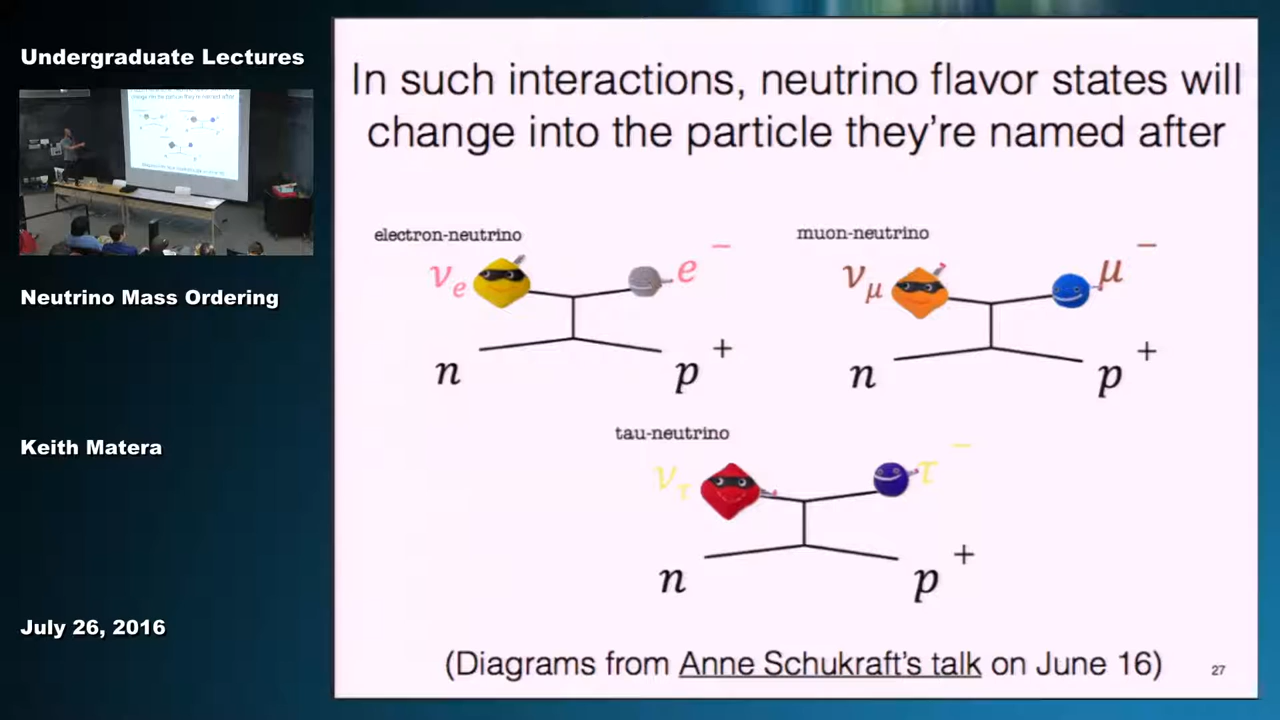 Undergraduate Lectures
Neutrino Mass Ordering
Keith Matera
July 26, 2016
In such interactions, neutrino flavor states will
change into the particle they're named after
electron-neutrino
νe
e−
n
p+
muon-neutrino
νμ
μ−
n
p+
tau-neutrino
ντ
τ−
n
p+
(Diagrams from Anne Schukraft's talk on June 16)
27